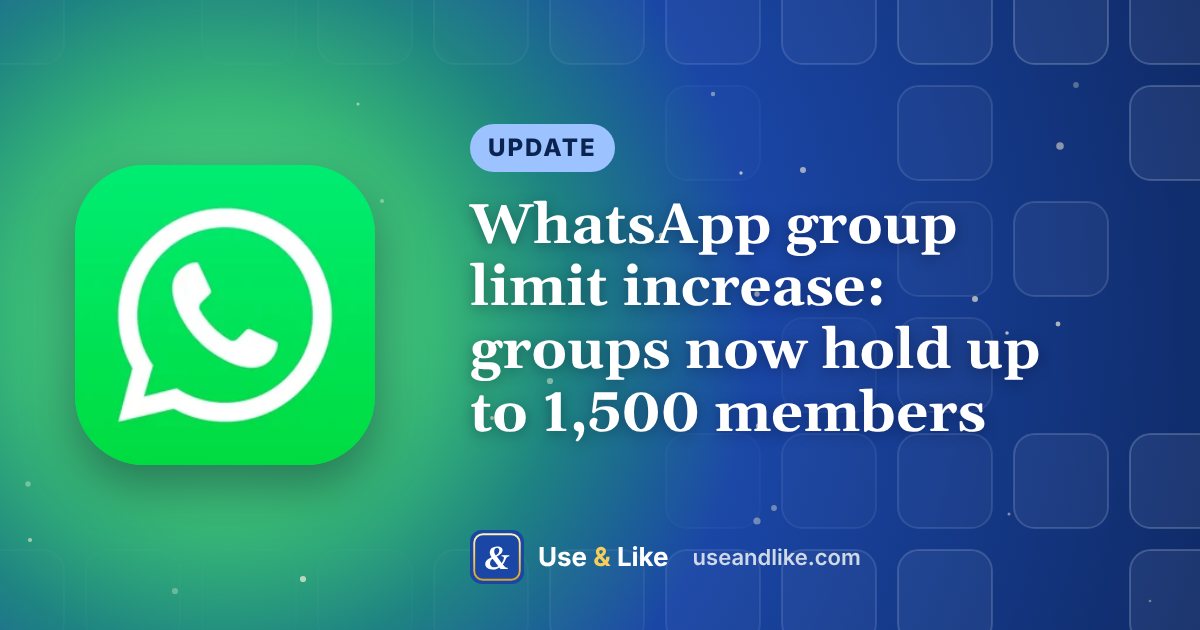 UPDATE
WhatsApp group
limit increase:
groups now hold up
to 1,500 members
& Use & Like useandlike.com